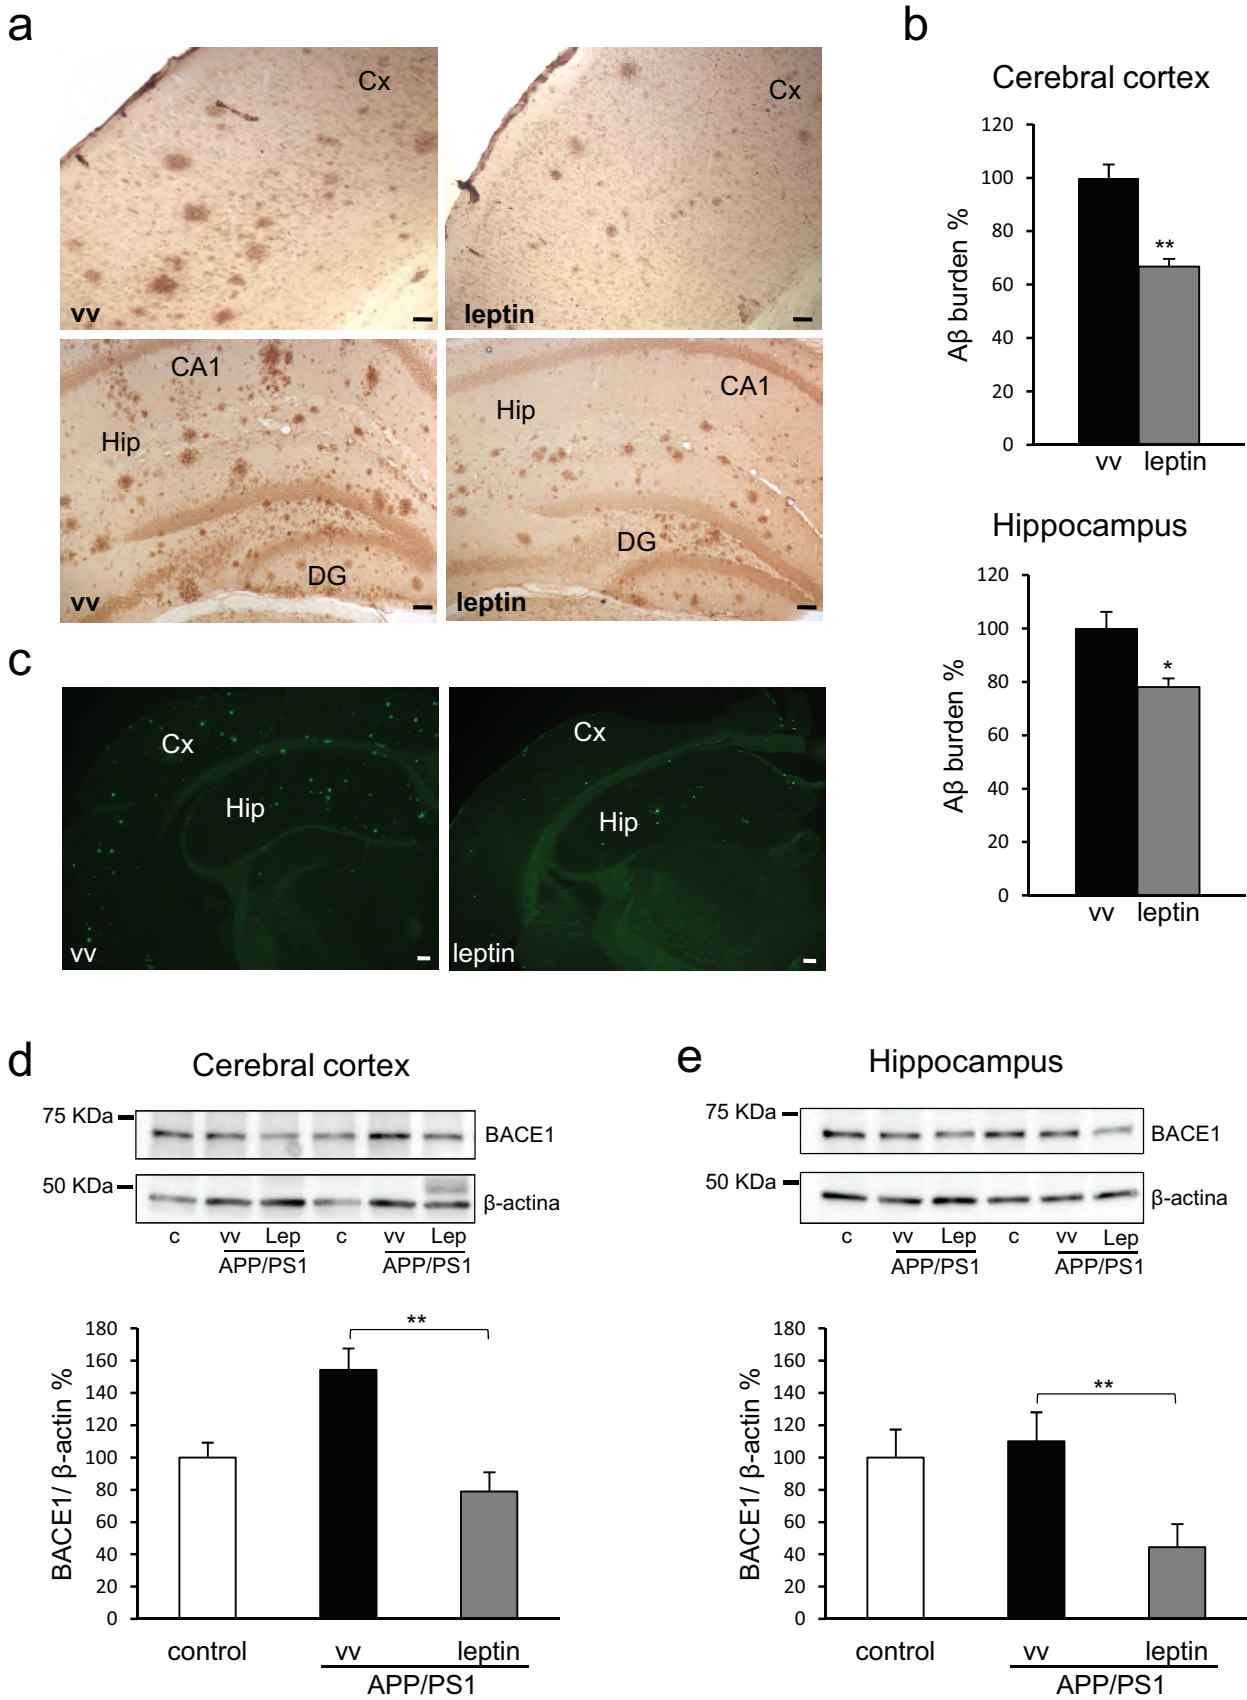 a
Cx
vv
Cx
leptin
CA1
Hip
DG
vv
CA1
Hip
DG
leptin
b
Cerebral cortex
Aβ burden %
120
100
80
60
40
20
0
**
vv leptin
Hippocampus
Aβ burden %
120
100
80
60
40
20
0
*
vv leptin
c
Cx
Hip
vv
Cx
Hip
leptin
d
Cerebral cortex
75 KDa
BACE1
50 KDa
β-actina
c vv Lep c vv Lep
APP/PS1 APP/PS1
BACE1/ β-actin %
180
160
140
120
100
80
60
40
20
0
**
control vv leptin
APP/PS1
e
Hippocampus
75 KDa
BACE1
50 KDa
β-actina
c vv Lep c vv Lep
APP/PS1 APP/PS1
BACE1/ β-actin %
180
160
140
120
100
80
60
40
20
0
**
control vv leptin
APP/PS1